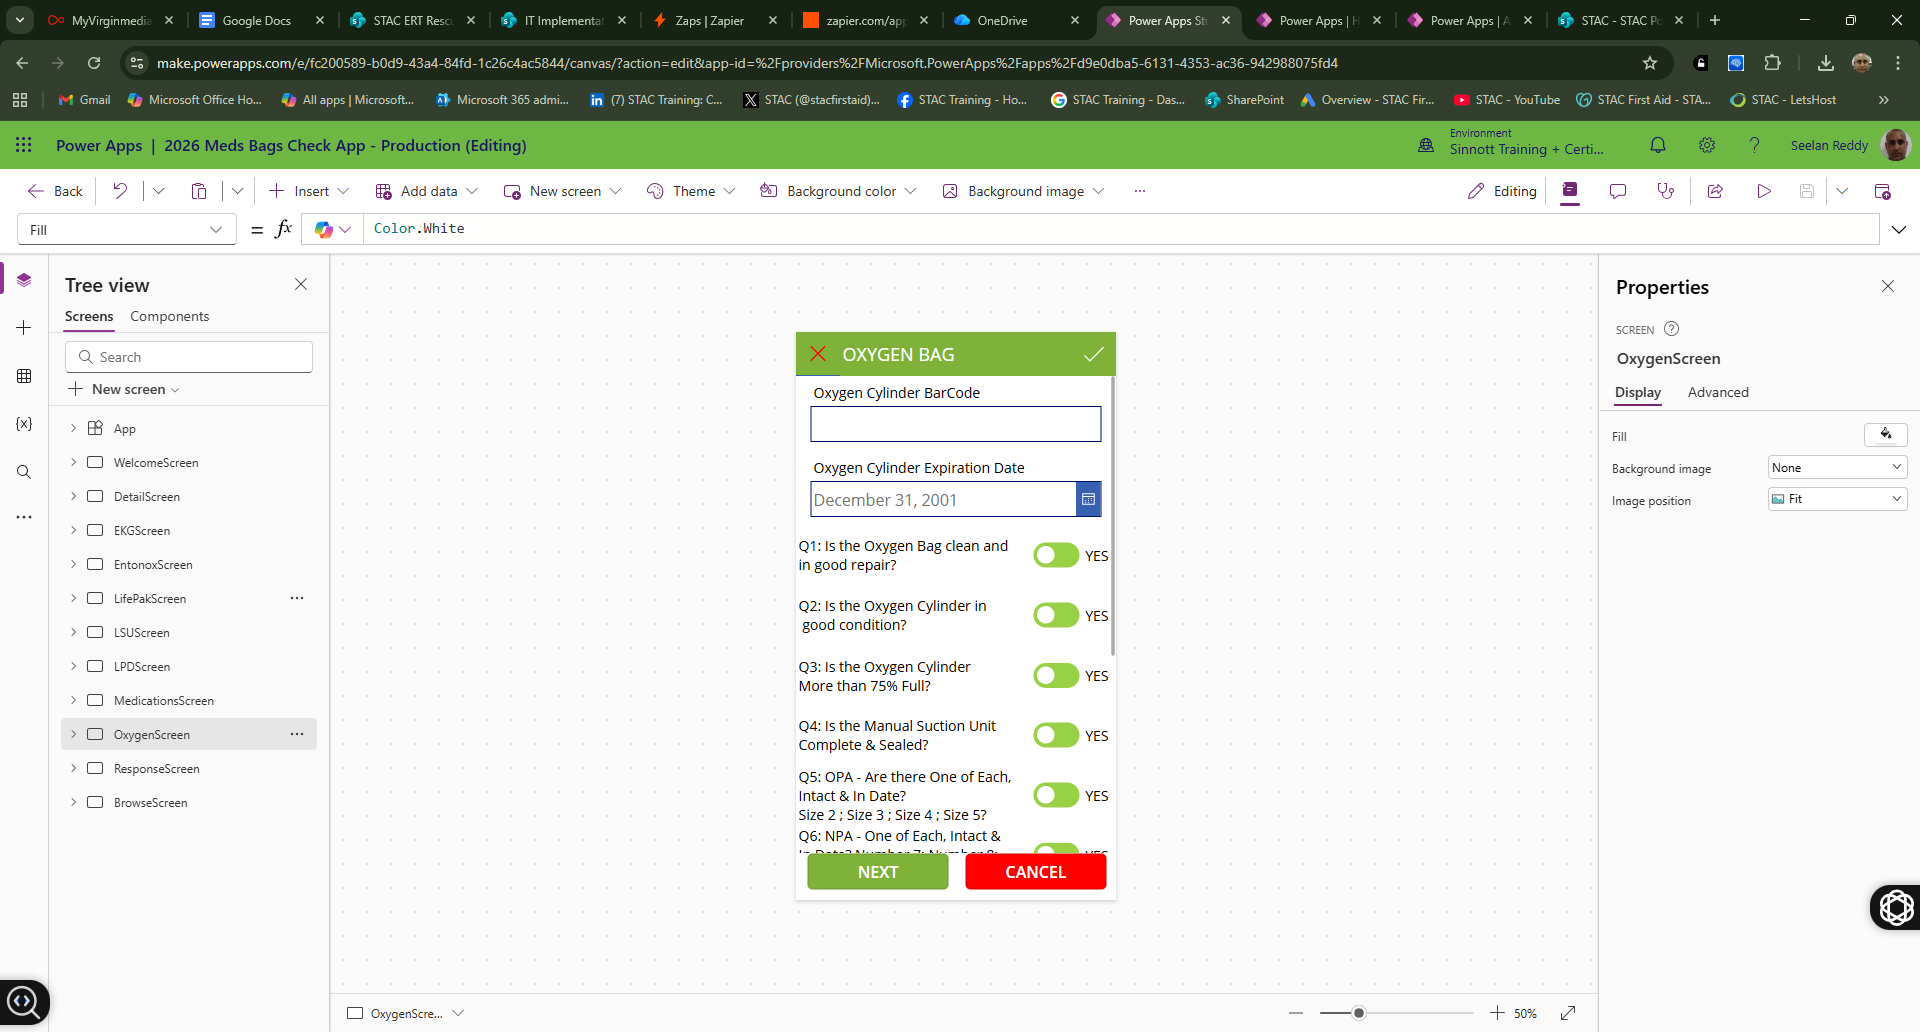 MyVirginmedia
Google Docs
STAC ERT Resc
IT Implementat
Zaps | Zapier
zapier.com/app
OneDrive
Power Apps Stu
Power Apps | H
Power Apps | A
STAC - STAC Po
make.powerapps.com/e/fc200589-b0d9-43a4-84fd-1c26c4ac5844/canvas/?action=edit&app-id=%2Fproviders%2FMicrosoft.PowerApps%2Fapps%2Fd9e0dba5-6131-4353-ac36-942988075fd4
Gmail
Microsoft Office Ho...
All apps | Microsoft...
Microsoft 365 admi...
(7) STAC Training: C...
STAC (@stacfirstaid)...
STAC Training - Ho...
STAC Training - Das...
SharePoint
Overview - STAC Fir...
STAC - YouTube
STAC First Aid - STA...
STAC - LetsHost
Power Apps | 2026 Meds Bags Check App - Production (Editing)
Environment
Sinnott Training + Certi...
Seelan Reddy
Back
Insert
Add data
New screen
Theme
Background color
Background image
Editing
Fill
= fx
Color.White
Tree view
Screens
Components
Search
New screen
App
WelcomeScreen
DetailScreen
EKGScreen
EntonoxScreen
LifePakScreen
LSUScreen
LPDScreen
MedicationsScreen
OxygenScreen
ResponseScreen
BrowseScreen
OXYGEN BAG
Oxygen Cylinder BarCode
Oxygen Cylinder Expiration Date
December 31, 2001
Q1: Is the Oxygen Bag clean and
in good repair?
YES
Q2: Is the Oxygen Cylinder in
good condition?
YES
Q3: Is the Oxygen Cylinder
More than 75% Full?
YES
Q4: Is the Manual Suction Unit
Complete & Sealed?
YES
Q5: OPA - Are there One of Each,
Intact & In Date?
Size 2 ; Size 3 ; Size 4 ; Size 5?
YES
Q6: NPA - One of Each, Intact &
In Date? Number 7; Number 8;
YES
NEXT
CANCEL
Properties
SCREEN
OxygenScreen
Display
Advanced
Fill
Background image
None
Image position
Fit
OxygenScre...
50%